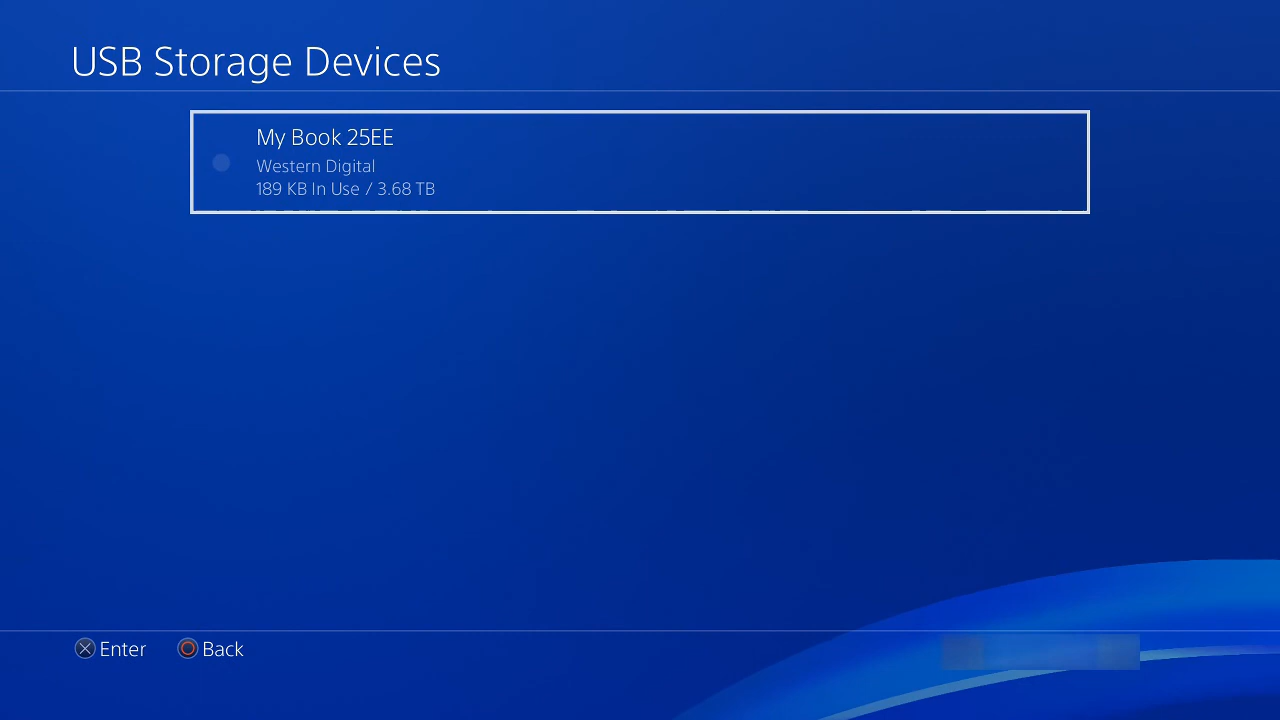 USB Storage Devices
My Book 25EE
Western Digital
189 KB In Use / 3.68 TB
Enter Back